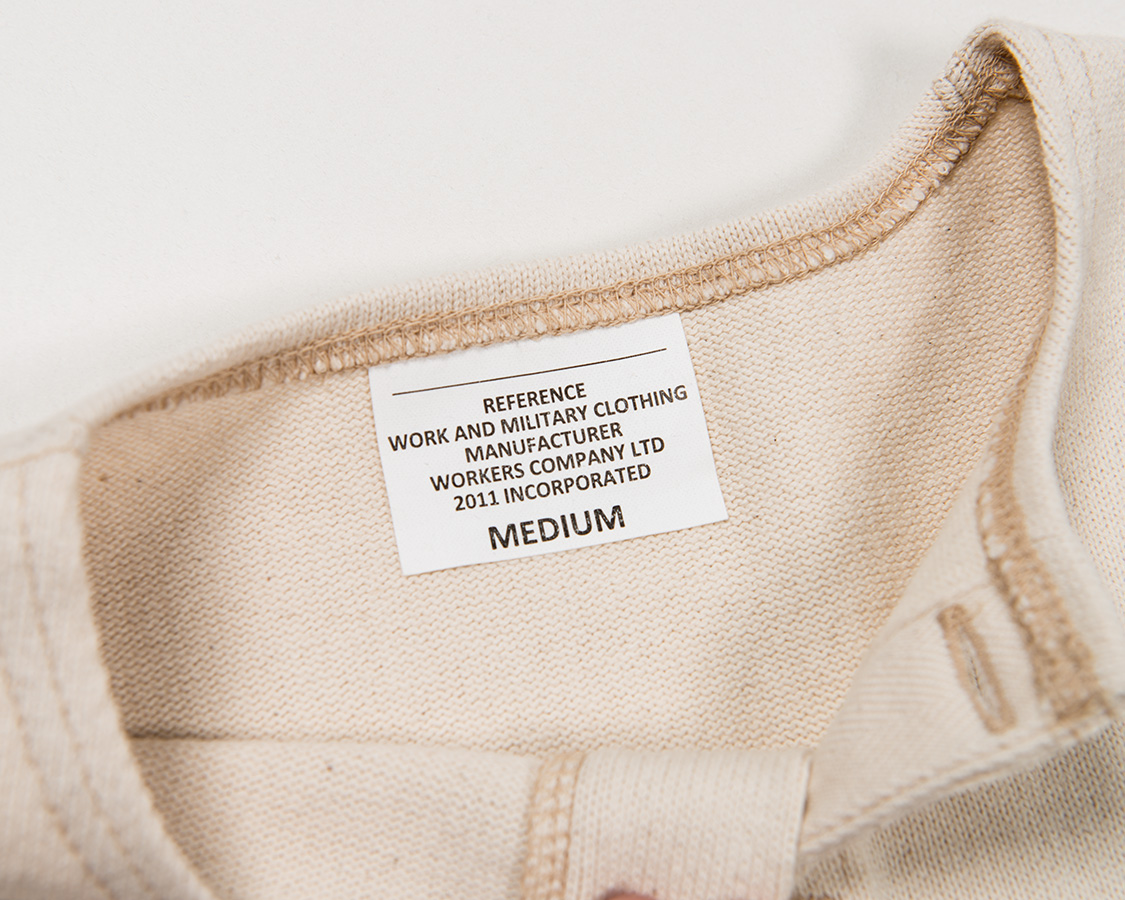 REFERENCE
WORK AND MILITARY CLOTHING
MANUFACTURER
WORKERS COMPANY LTD
2011 INCORPORATED
MEDIUM